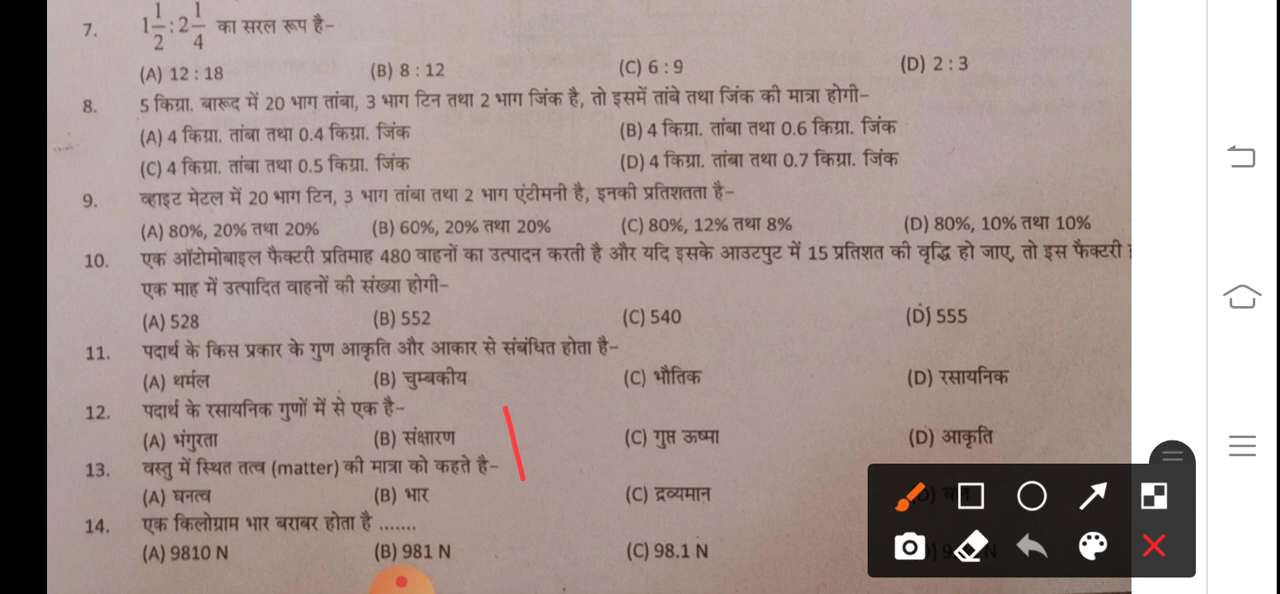 7. 1 1/2 : 2 1/4 का सरल रूप है–
(A) 12 : 18 (B) 8 : 12 (C) 6 : 9 (D) 2 : 3
8. 5 किग्रा. बारूद में 20 भाग तांबा, 3 भाग टिन तथा 2 भाग जिंक है, तो इसमें तांबे तथा जिंक की मात्रा होगी–
(A) 4 किग्रा. तांबा तथा 0.4 किग्रा. जिंक (B) 4 किग्रा. तांबा तथा 0.6 किग्रा. जिंक
(C) 4 किग्रा. तांबा तथा 0.5 किग्रा. जिंक (D) 4 किग्रा. तांबा तथा 0.7 किग्रा. जिंक
9. व्हाइट मेटल में 20 भाग टिन, 3 भाग तांबा तथा 2 भाग एंटीमनी है, इनकी प्रतिशतता है–
(A) 80%, 20% तथा 20% (B) 60%, 20% तथा 20% (C) 80%, 12% तथा 8% (D) 80%, 10% तथा 10%
10. एक ऑटोमोबाइल फैक्टरी प्रतिमाह 480 वाहनों का उत्पादन करती है और यदि इसके आउटपुट में 15 प्रतिशत की वृद्धि हो जाए, तो इस फैक्टरी
एक माह में उत्पादित वाहनों की संख्या होगी–
(A) 528 (B) 552 (C) 540 (D) 555
11. पदार्थ के किस प्रकार के गुण आकृति और आकार से संबंधित होता है–
(A) थर्मल (B) चुम्बकीय (C) भौतिक (D) रसायनिक
12. पदार्थ के रसायनिक गुणों में से एक है–
(A) भंगुरता (B) संक्षारण (C) गुप्त ऊष्मा (D) आकृति
13. वस्तु में स्थित तत्व (matter) की मात्रा को कहते है–
(A) घनत्व (B) भार (C) द्रव्यमान
14. एक किलोग्राम भार बराबर होता है .......
(A) 9810 N (B) 981 N (C) 98.1 N